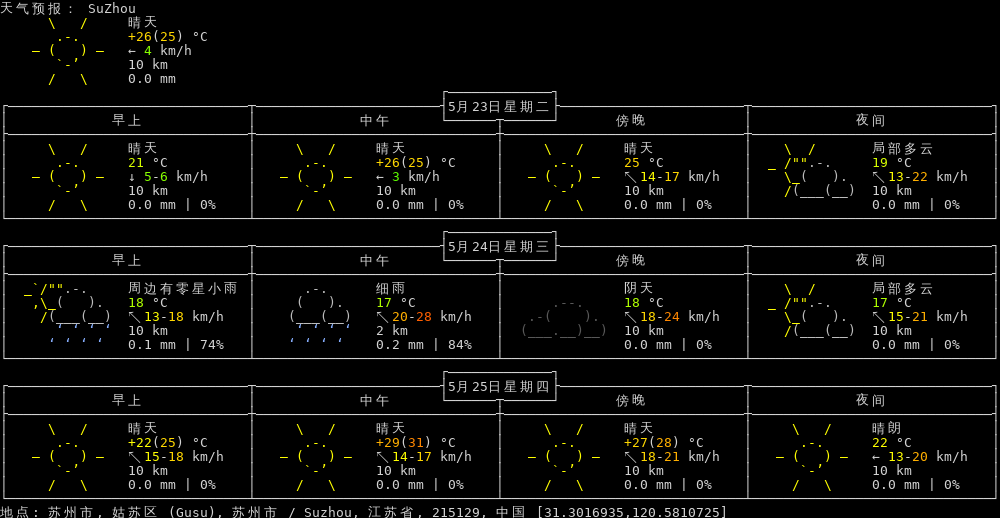 天气预报: SuZhou
晴天
+26(25) °C
← 4 km/h
10 km
0.0 mm
5月23日星期二
早上 中午 傍晚 夜间
晴天 晴天 晴天 局部多云
21 °C +26(25) °C 25 °C 19 °C
↓ 5-6 km/h ← 3 km/h ↖ 14-17 km/h ↖ 13-22 km/h
10 km 10 km 10 km 10 km
0.0 mm | 0% 0.0 mm | 0% 0.0 mm | 0% 0.0 mm | 0%
5月24日星期三
早上 中午 傍晚 夜间
周边有零星小雨 细雨 阴天 局部多云
18 °C 17 °C 18 °C 17 °C
↖ 13-18 km/h ↖ 20-28 km/h ↖ 18-24 km/h ↖ 15-21 km/h
10 km 2 km 10 km 10 km
0.1 mm | 74% 0.2 mm | 84% 0.0 mm | 0% 0.0 mm | 0%
5月25日星期四
早上 中午 傍晚 夜间
晴天 晴天 晴天 晴朗
+22(25) °C +29(31) °C +27(28) °C 22 °C
↖ 15-18 km/h ↖ 14-17 km/h ↖ 18-21 km/h ← 13-20 km/h
10 km 10 km 10 km 10 km
0.0 mm | 0% 0.0 mm | 0% 0.0 mm | 0% 0.0 mm | 0%
地点: 苏州市, 姑苏区 (Gusu), 苏州市 / Suzhou, 江苏省, 215129, 中国 [31.3016935,120.5810725]